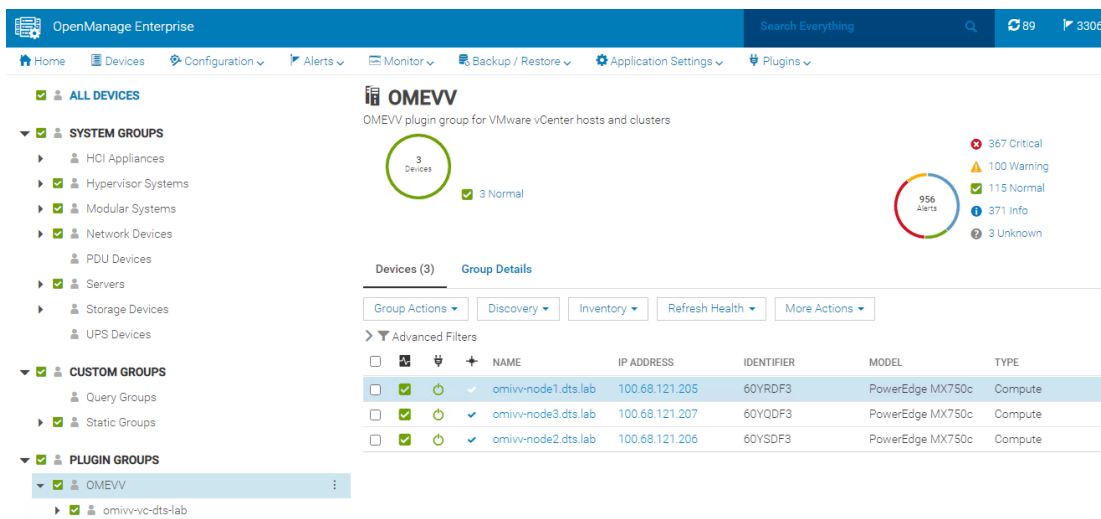 OpenManage Enterprise
Search Everything
89
3306
Home Devices Configuration Alerts Monitor Backup / Restore Application Settings Plugins
ALL DEVICES
SYSTEM GROUPS
HCI Appliances
Hypervisor Systems
Modular Systems
Network Devices
PDU Devices
Servers
Storage Devices
UPS Devices
CUSTOM GROUPS
Query Groups
Static Groups
PLUGIN GROUPS
OMEVV
omivv-vc-dts-lab
OMEVV
OMEVV plugin group for VMware vCenter hosts and clusters
3
Devices
3 Normal
956
Alerts
367 Critical
100 Warning
115 Normal
371 Info
3 Unknown
Devices (3) Group Details
Group Actions Discovery Inventory Refresh Health More Actions
Advanced Filters
NAME IP ADDRESS IDENTIFIER MODEL TYPE
omivv-node1.dts.lab 100.68.121.205 60YRDF3 PowerEdge MX750c Compute
omivv-node3.dts.lab 100.68.121.207 60YQDF3 PowerEdge MX750c Compute
omivv-node2.dts.lab 100.68.121.206 60YSDF3 PowerEdge MX750c Compute